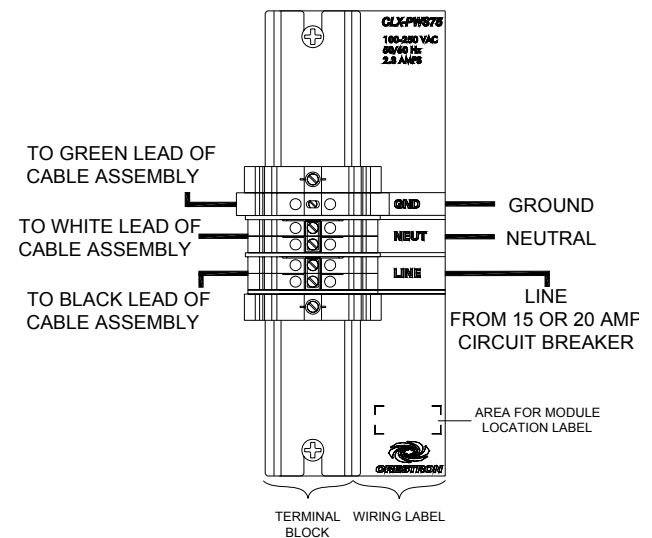 CLX-PWS75
100-250 VAC
50/60 Hz
2.3 AMPS
TO GREEN LEAD OF
CABLE ASSEMBLY
GND
GROUND
TO WHITE LEAD OF
CABLE ASSEMBLY
NEUT
NEUTRAL
LINE
TO BLACK LEAD OF
CABLE ASSEMBLY
LINE
FROM 15 OR 20 AMP
CIRCUIT BREAKER
AREA FOR MODULE
LOCATION LABEL
CRESTRON
TERMINAL
BLOCK
WIRING LABEL